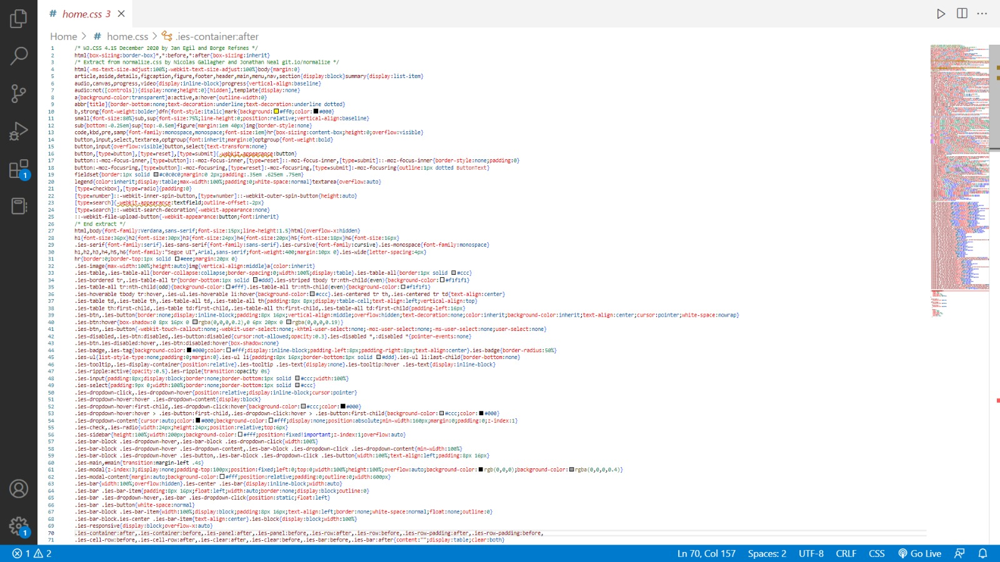 # home.css 3 ×
Home > # home.css > .ies-container:after
1 /* W3.CSS 4.15 December 2020 by Jan Egil and Borge Refsnes */
2 html{box-sizing:border-box}*,*:before,*:after{box-sizing:inherit}
3 /* Extract from normalize.css by Nicolas Gallagher and Jonathan Neal git.io/normalize */
4 html{-ms-text-size-adjust:100%;-webkit-text-size-adjust:100%}body{margin:0}
5 article,aside,details,figcaption,figure,footer,header,main,menu,nav,section{display:block}summary{display:list-item}
6 audio,canvas,progress,video{display:inline-block}progress{vertical-align:baseline}
7 audio:not([controls]){display:none;height:0}[hidden],template{display:none}
8 a{background-color:transparent}a:active,a:hover{outline-width:0}
9 abbr[title]{border-bottom:none;text-decoration:underline;text-decoration:underline dotted}
10 b,strong{font-weight:bolder}dfn{font-style:italic}mark{background:#ff0;color:#000}
11 small{font-size:80%}sub,sup{font-size:75%;line-height:0;position:relative;vertical-align:baseline}
12 sub{bottom:-0.25em}sup{top:-0.5em}figure{margin:1em 40px}img{border-style:none}
13 code,kbd,pre,samp{font-family:monospace,monospace;font-size:1em}hr{box-sizing:content-box;height:0;overflow:visible}
14 button,input,select,textarea,optgroup{font:inherit;margin:0}optgroup{font-weight:bold}
15 button,input{overflow:visible}button,select{text-transform:none}
16 button,[type=button],[type=reset],[type=submit]{-webkit-appearance:button}
17 button::-moz-focus-inner,[type=button]::-moz-focus-inner,[type=reset]::-moz-focus-inner,[type=submit]::-moz-focus-inner{border-style:none;padding:0}
18 button:-moz-focusring,[type=button]:-moz-focusring,[type=reset]:-moz-focusring,[type=submit]:-moz-focusring{outline:1px dotted ButtonText}
19 fieldset{border:1px solid #c0c0c0;margin:0 2px;padding:.35em .625em .75em}
20 legend{color:inherit;display:table;max-width:100%;padding:0;white-space:normal}textarea{overflow:auto}
21 [type=checkbox],[type=radio]{padding:0}
22 [type=number]::-webkit-inner-spin-button,[type=number]::-webkit-outer-spin-button{height:auto}
23 [type=search]{-webkit-appearance:textfield;outline-offset:-2px}
24 [type=search]::-webkit-search-decoration{-webkit-appearance:none}
25 ::-webkit-file-upload-button{-webkit-appearance:button;font:inherit}
26 /* End extract */
27 html,body{font-family:Verdana,sans-serif;font-size:15px;line-height:1.5}html{overflow-x:hidden}
28 h1{font-size:36px}h2{font-size:30px}h3{font-size:24px}h4{font-size:20px}h5{font-size:18px}h6{font-size:16px}
29 .ies-serif{font-family:serif}.ies-sans-serif{font-family:sans-serif}.ies-cursive{font-family:cursive}.ies-monospace{font-family:monospace}
30 h1,h2,h3,h4,h5,h6{font-family:"Segoe UI",Arial,sans-serif;font-weight:400;margin:10px 0}.ies-wide{letter-spacing:4px}
31 hr{border:0;border-top:1px solid #eee;margin:20px 0}
32 .ies-image{max-width:100%;height:auto}img{vertical-align:middle}a{color:inherit}
33 .ies-table,.ies-table-all{border-collapse:collapse;border-spacing:0;width:100%;display:table}.ies-table-all{border:1px solid #ccc}
34 .ies-bordered tr,.ies-table-all tr{border-bottom:1px solid #ddd}.ies-striped tbody tr:nth-child(even){background-color:#f1f1f1}
35 .ies-table-all tr:nth-child(odd){background-color:#fff}.ies-table-all tr:nth-child(even){background-color:#f1f1f1}
36 .ies-hoverable tbody tr:hover,.ies-ul.ies-hoverable li:hover{background-color:#ccc}.ies-centered tr th,.ies-centered tr td{text-align:center}
37 .ies-table td,.ies-table th,.ies-table-all td,.ies-table-all th{padding:8px 8px;display:table-cell;text-align:left;vertical-align:top}
38 .ies-table th:first-child,.ies-table td:first-child,.ies-table-all th:first-child,.ies-table-all td:first-child{padding-left:16px}
39 .ies-btn,.ies-button{border:none;display:inline-block;padding:8px 16px;vertical-align:middle;overflow:hidden;text-decoration:none;color:inherit;background-color:inherit;text-align:center;cursor:pointer;white-space:nowrap}
40 .ies-btn:hover{box-shadow:0 8px 16px 0 rgba(0,0,0,0.2),0 6px 20px 0 rgba(0,0,0,0.19)}
41 .ies-btn,.ies-button{-webkit-touch-callout:none;-webkit-user-select:none;-khtml-user-select:none;-moz-user-select:none;-ms-user-select:none;user-select:none}
42 .ies-disabled,.ies-btn:disabled,.ies-button:disabled{cursor:not-allowed;opacity:0.3}.ies-disabled *,:disabled *{pointer-events:none}
43 .ies-btn.ies-disabled:hover,.ies-btn:disabled:hover{box-shadow:none}
44 .ies-badge,.ies-tag{background-color:#000;color:#fff;display:inline-block;padding-left:8px;padding-right:8px;text-align:center}.ies-badge{border-radius:50%}
45 .ies-ul{list-style-type:none;padding:0;margin:0}.ies-ul li{padding:8px 16px;border-bottom:1px solid #ddd}.ies-ul li:last-child{border-bottom:none}
46 .ies-tooltip,.ies-display-container{position:relative}.ies-tooltip .ies-text{display:none}.ies-tooltip:hover .ies-text{display:inline-block}
47 .ies-ripple:active{opacity:0.5}.ies-ripple{transition:opacity 0s}
48 .ies-input{padding:8px;display:block;border:none;border-bottom:1px solid #ccc;width:100%}
49 .ies-select{padding:9px 0;width:100%;border:none;border-bottom:1px solid #ccc}
50 .ies-dropdown-click,.ies-dropdown-hover{position:relative;display:inline-block;cursor:pointer}
51 .ies-dropdown-hover:hover .ies-dropdown-content{display:block}
52 .ies-dropdown-hover:first-child,.ies-dropdown-click:hover{background-color:#ccc;color:#000}
53 .ies-dropdown-hover:hover > .ies-button:first-child,.ies-dropdown-click:hover > .ies-button:first-child{background-color:#ccc;color:#000}
54 .ies-dropdown-content{cursor:auto;color:#000;background-color:#fff;display:none;position:absolute;min-width:160px;margin:0;padding:0;z-index:1}
55 .ies-check,.ies-radio{width:24px;height:24px;position:relative;top:6px}
56 .ies-sidebar{height:100%;width:200px;background-color:#fff;position:fixed!important;z-index:1;overflow:auto}
57 .ies-bar-block .ies-dropdown-hover,.ies-bar-block .ies-dropdown-click{width:100%}
58 .ies-bar-block .ies-dropdown-hover .ies-dropdown-content,.ies-bar-block .ies-dropdown-click .ies-dropdown-content{min-width:100%}
59 .ies-bar-block .ies-dropdown-hover .ies-button,.ies-bar-block .ies-dropdown-click .ies-button{width:100%;text-align:left;padding:8px 16px}
60 .ies-main,#main{transition:margin-left .4s}
61 .ies-modal{z-index:3;display:none;padding-top:100px;position:fixed;left:0;top:0;width:100%;height:100%;overflow:auto;background-color:rgb(0,0,0);background-color:rgba(0,0,0,0.4)}
62 .ies-modal-content{margin:auto;background-color:#fff;position:relative;padding:0;outline:0;width:600px}
63 .ies-bar{width:100%;overflow:hidden}.ies-center .ies-bar{display:inline-block;width:auto}
64 .ies-bar .ies-bar-item{padding:8px 16px;float:left;width:auto;border:none;display:block;outline:0}
65 .ies-bar .ies-dropdown-hover,.ies-bar .ies-dropdown-click{position:static;float:left}
66 .ies-bar .ies-button{white-space:normal}
67 .ies-bar-block .ies-bar-item{width:100%;display:block;padding:8px 16px;text-align:left;border:none;white-space:normal;float:none;outline:0}
68 .ies-bar-block.ies-center .ies-bar-item{text-align:center}.ies-block{display:block;width:100%}
69 .ies-responsive{display:block;overflow-x:auto}
70 .ies-container:after,.ies-container:before,.ies-panel:after,.ies-panel:before,.ies-row:after,.ies-row:before,.ies-row-padding:after,.ies-row-padding:before,
71 .ies-cell-row:before,.ies-cell-row:after,.ies-clear:after,.ies-clear:before,.ies-bar:before,.ies-bar:after{content:"";display:table;clear:both}
1
1
1 2 Ln 70, Col 157 Spaces: 2 UTF-8 CRLF CSS Go Live